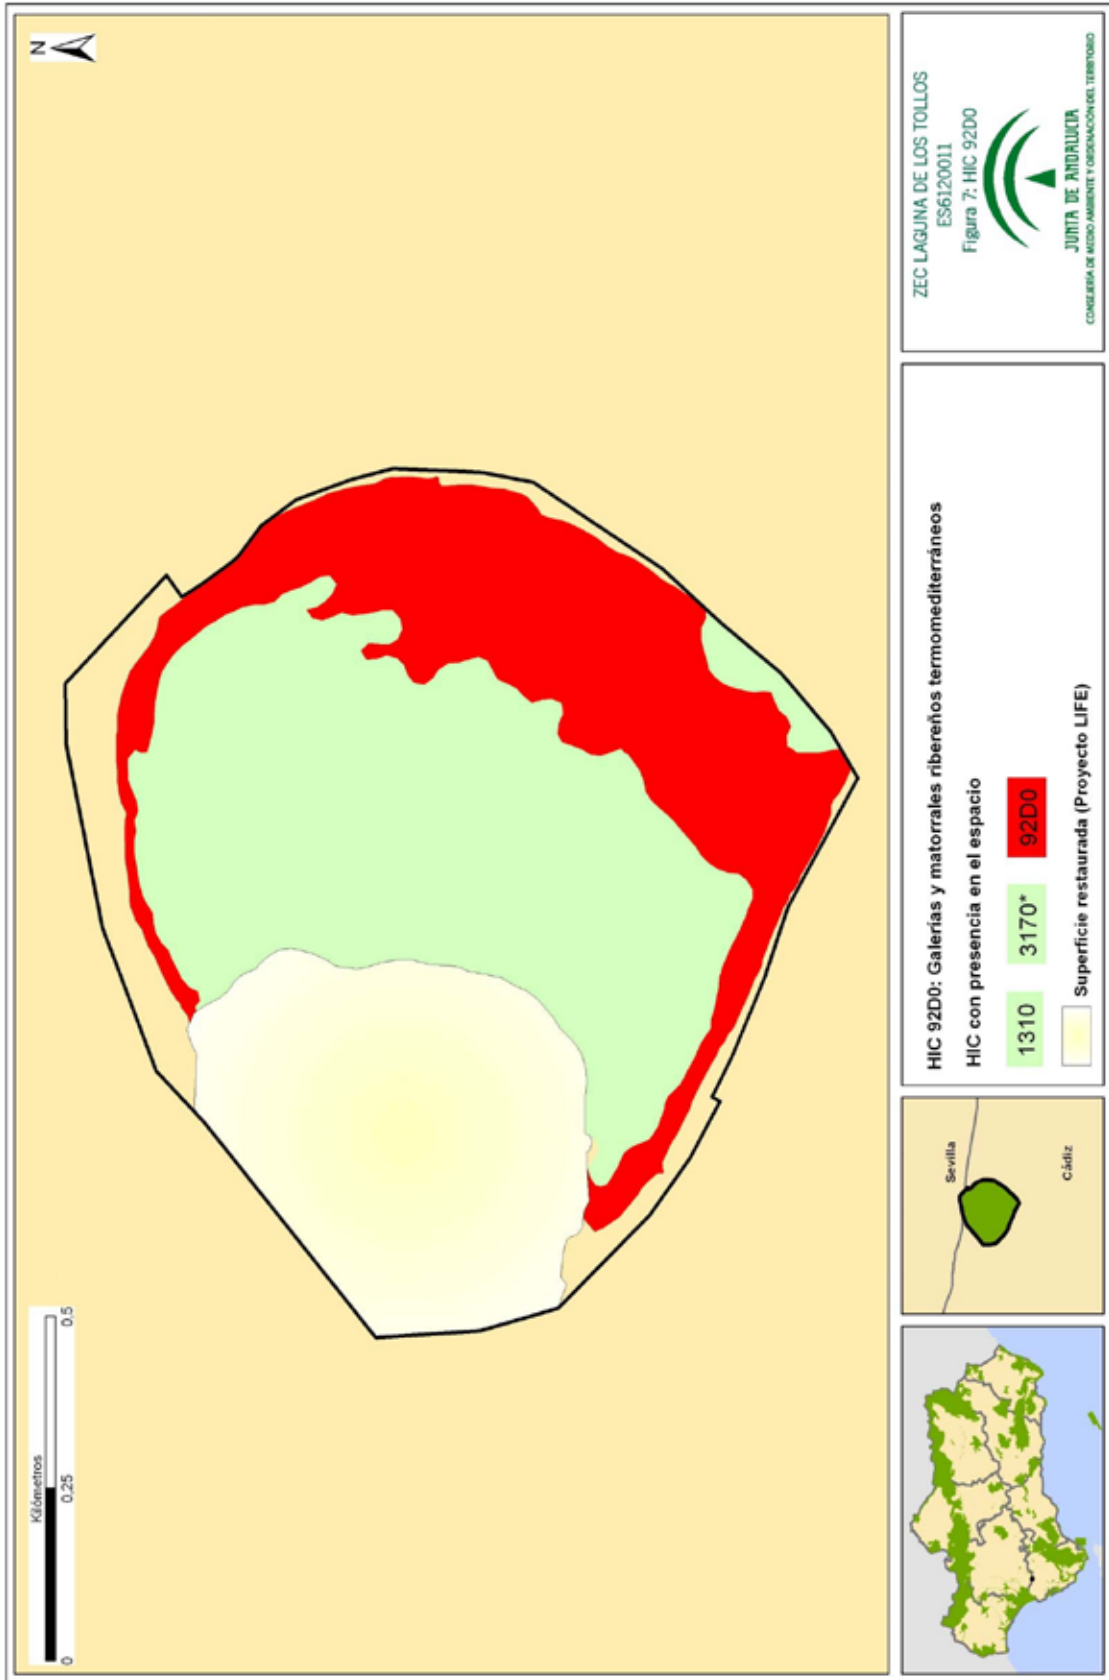 N
Kilómetros
0
0,25
0,5
Sevilla
Cádiz
HIC 92D0: Galerías y matorrales ribereños termomediterráneos
HIC con presencia en el espacio
1310
3170*
92D0
Superficie restaurada (Proyecto LIFE)
ZEC LAGUNA DE LOS TOLLOS
ES6120011
Figura 7: HIC 92D0
JUNTA DE ANDALUCIA
CONSEJERÍA DE MEDIO AMBIENTE Y ORDENACIÓN DEL TERRITORIO